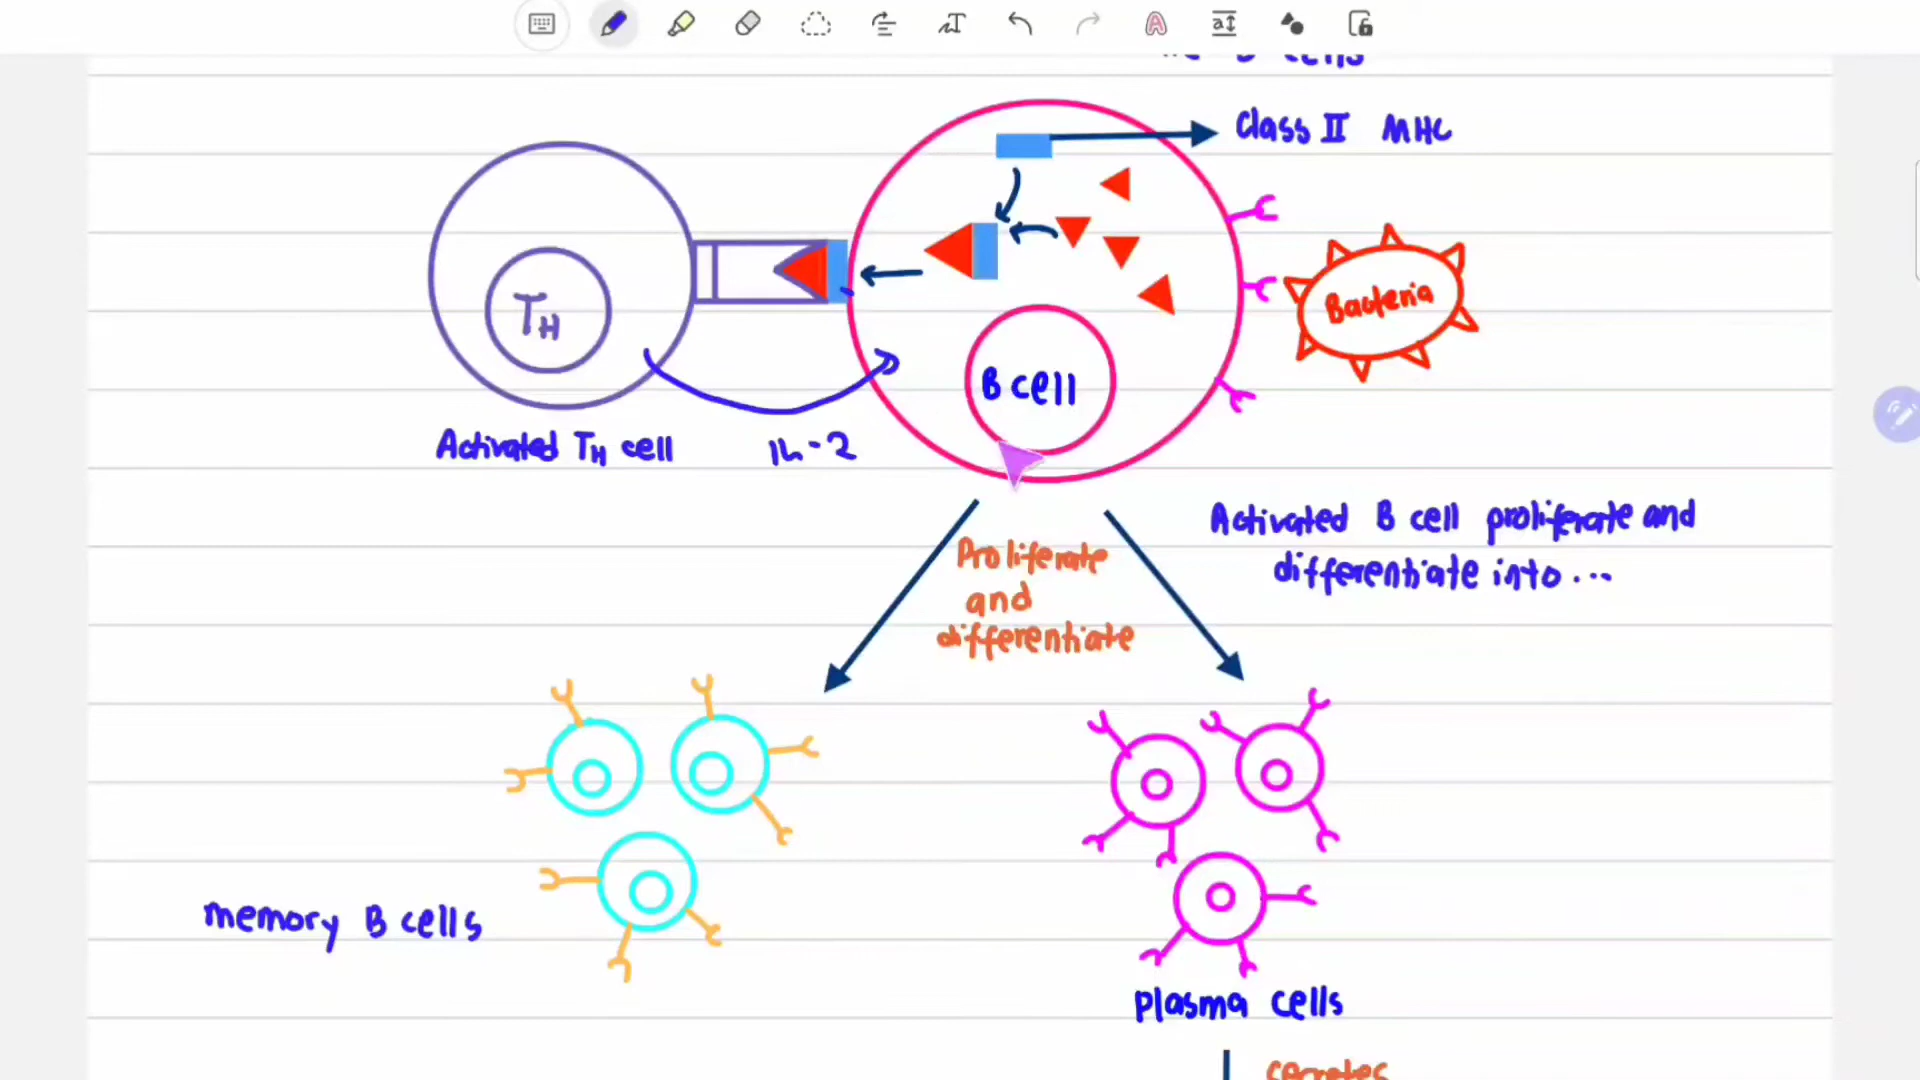 B cells
Class II MHC
Bacteria
TH
B cell
Activated TH cell
IL-2
Activated B cell proliferate and
differentiate into...
Proliferate
and
differentiate
memory B cells
plasma cells